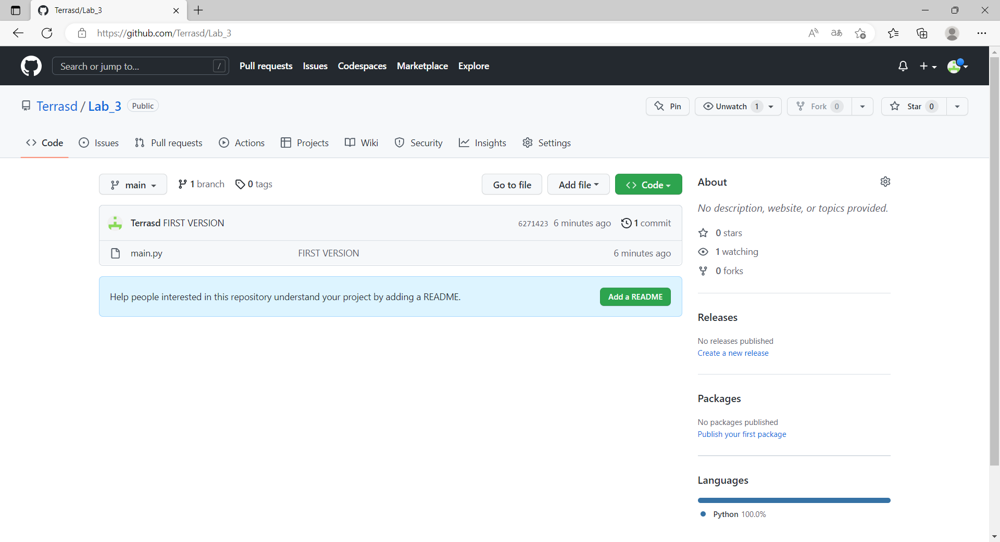 Terrasd/Lab_3
https://github.com/Terrasd/Lab_3
Search or jump to... / Pull requests Issues Codespaces Marketplace Explore
Terrasd / Lab_3 Public Pin Unwatch 1 Fork 0 Star 0
Code Issues Pull requests Actions Projects Wiki Security Insights Settings
main 1 branch 0 tags Go to file Add file Code
Terrasd FIRST VERSION 6271423 6 minutes ago 1 commit
main.py FIRST VERSION 6 minutes ago
Help people interested in this repository understand your project by adding a README. Add a README
About
No description, website, or topics provided.
0 stars
1 watching
0 forks
Releases
No releases published
Create a new release
Packages
No packages published
Publish your first package
Languages
Python 100.0%